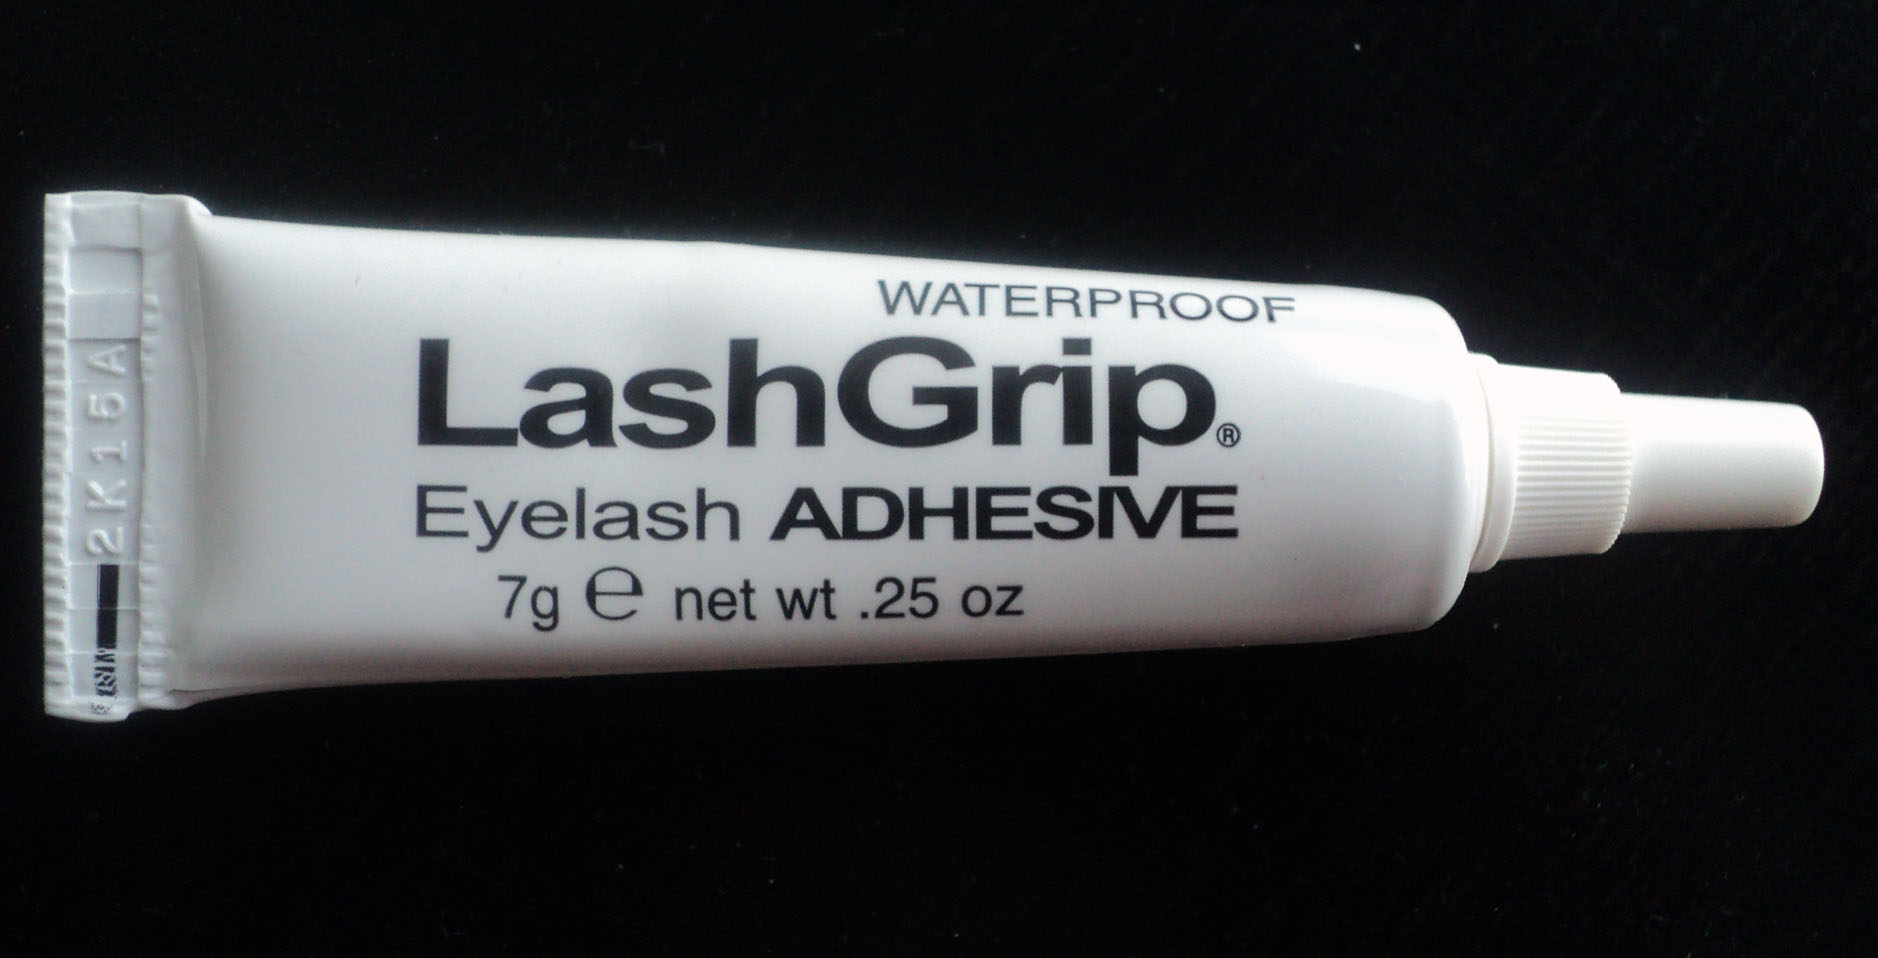 WATERPROOF
LashGrip®
Eyelash ADHESIVE
7g ℮ net wt .25 oz
2K15A